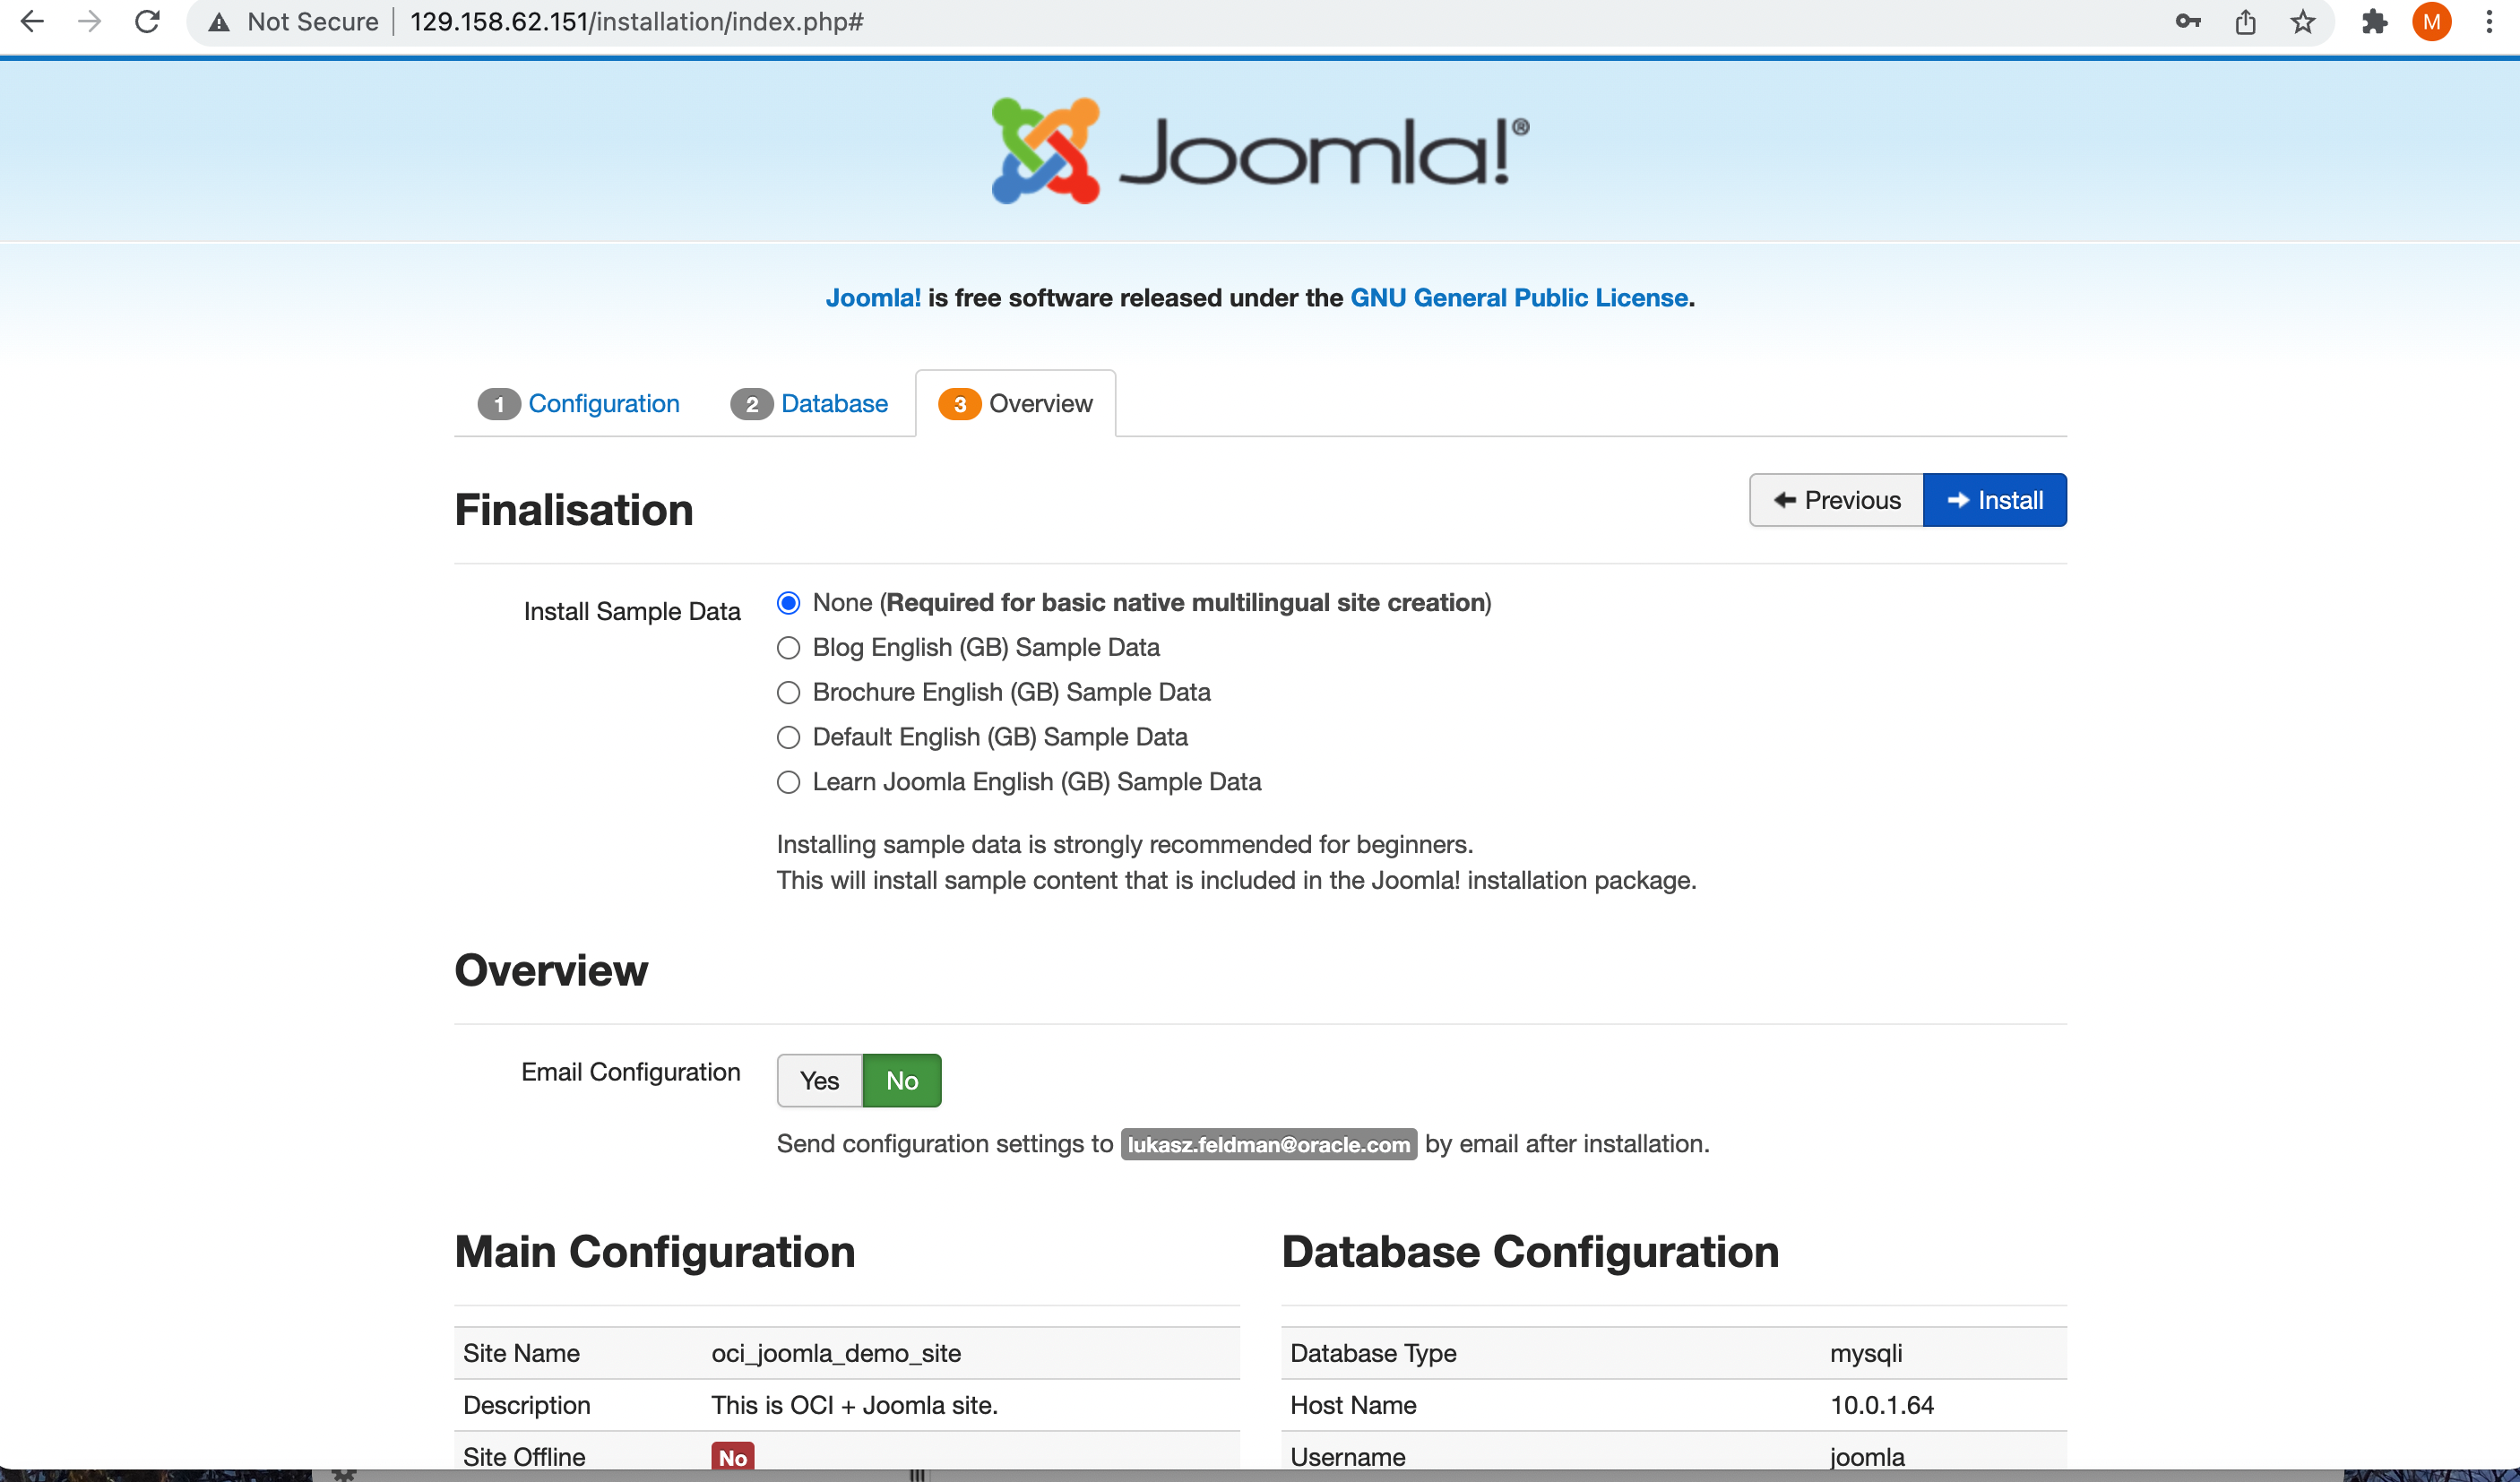 Not Secure 129.158.62.151/installation/index.php#
M
Joomla!®
Joomla! is free software released under the GNU General Public License.
1 Configuration 2 Database 3 Overview
Finalisation
Previous Install
Install Sample Data
None (Required for basic native multilingual site creation)
Blog English (GB) Sample Data
Brochure English (GB) Sample Data
Default English (GB) Sample Data
Learn Joomla English (GB) Sample Data
Installing sample data is strongly recommended for beginners.
This will install sample content that is included in the Joomla! installation package.
Overview
Email Configuration
Yes No
Send configuration settings to lukasz.feldman@oracle.com by email after installation.
Main Configuration
Site Name oci_joomla_demo_site
Description This is OCI + Joomla site.
Site Offline No
Database Configuration
Database Type mysqli
Host Name 10.0.1.64
Username joomla